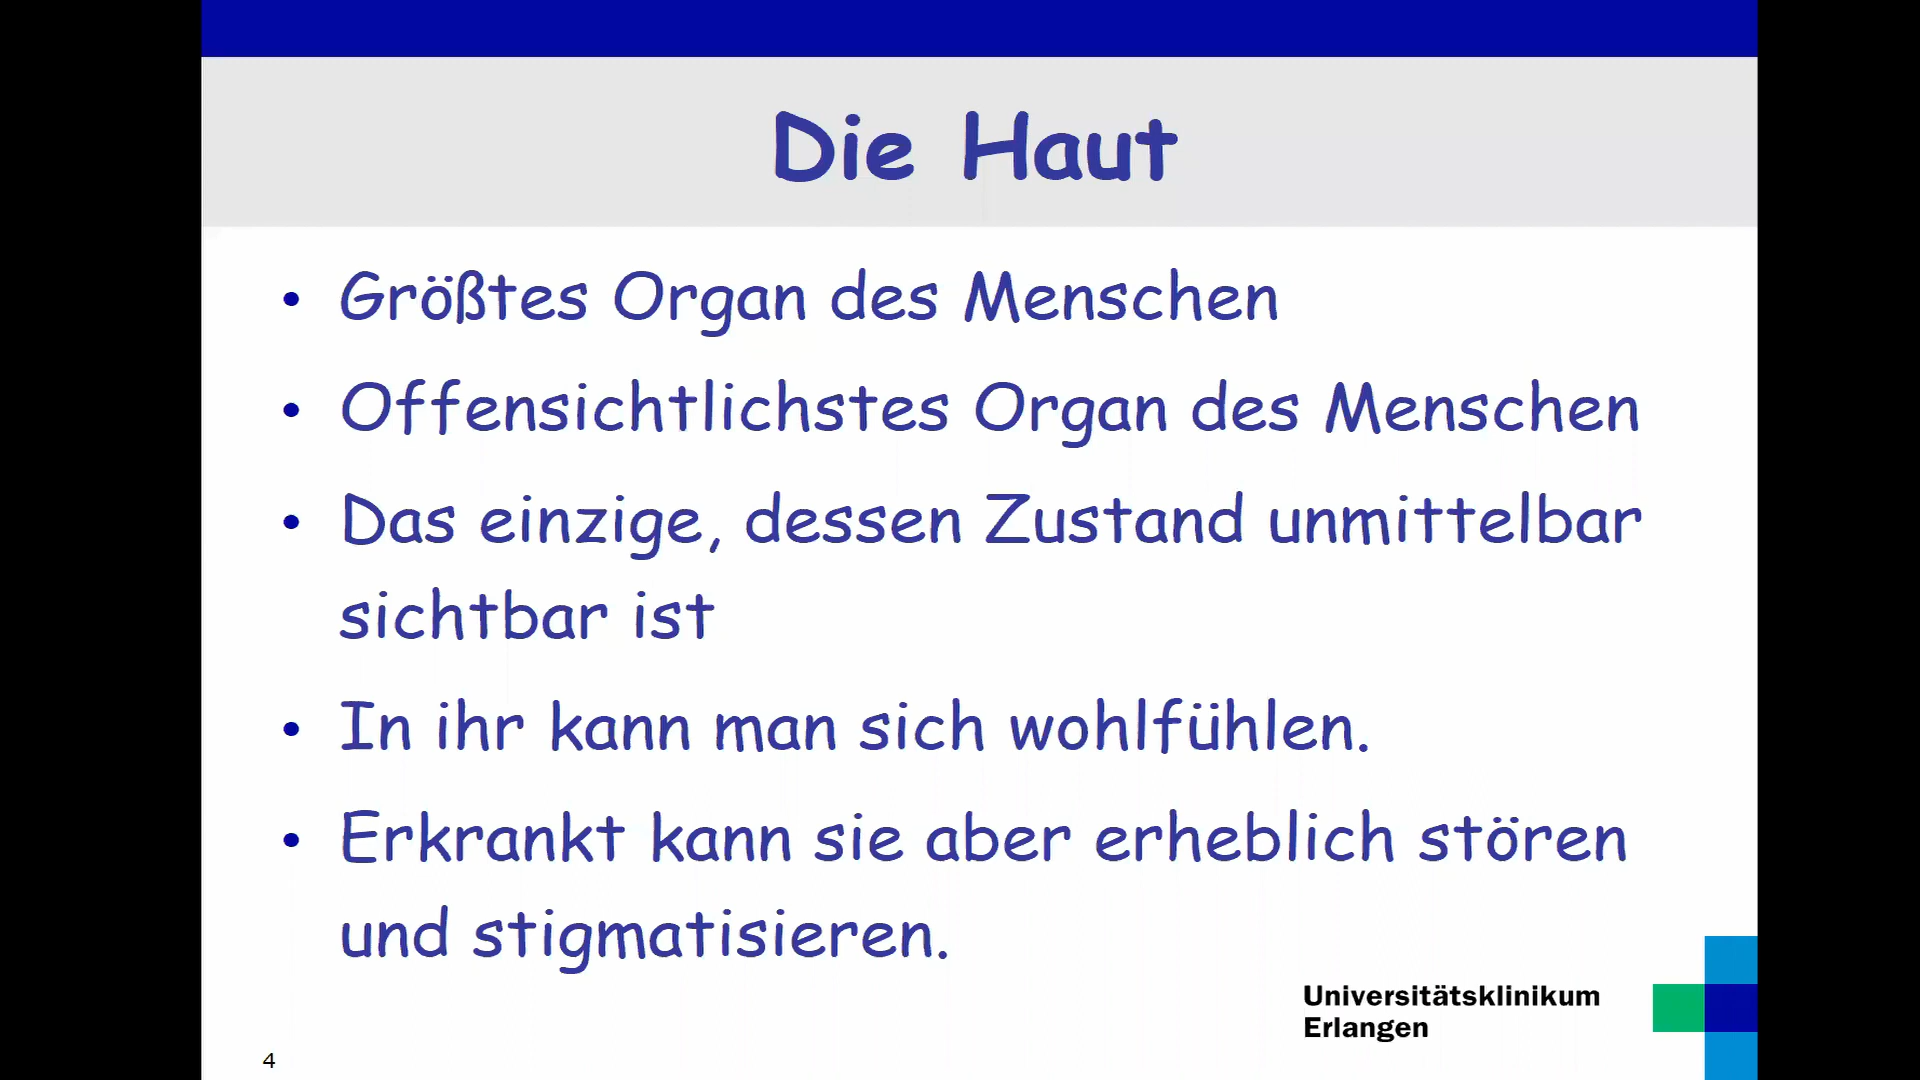 Die Haut
• Größtes Organ des Menschen
• Offensichtlichstes Organ des Menschen
• Das einzige, dessen Zustand unmittelbar
sichtbar ist
• In ihr kann man sich wohlfühlen.
• Erkrankt kann sie aber erheblich stören
und stigmatisieren.
Universitätsklinikum
Erlangen
4